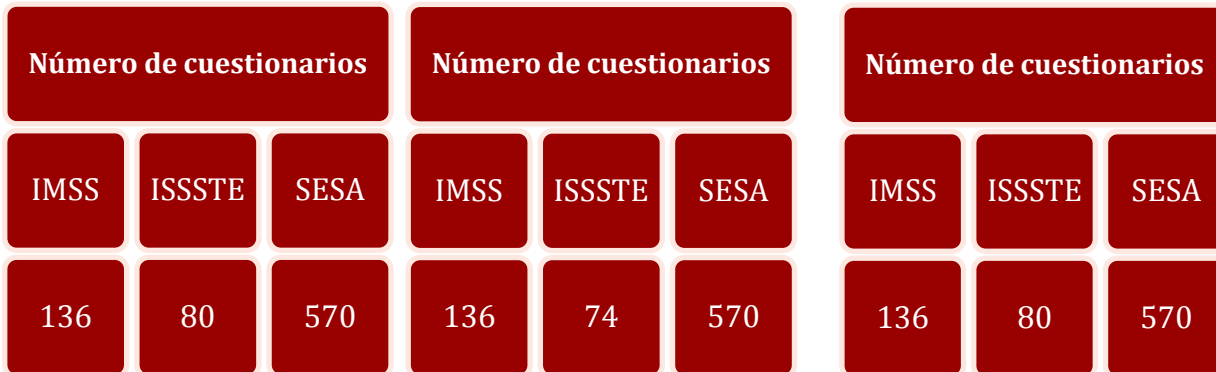 Número de cuestionarios Número de cuestionarios Número de cuestionarios
IMSS ISSSTE SESA IMSS ISSSTE SESA IMSS ISSSTE SESA
136 80 570 136 74 570 136 80 570